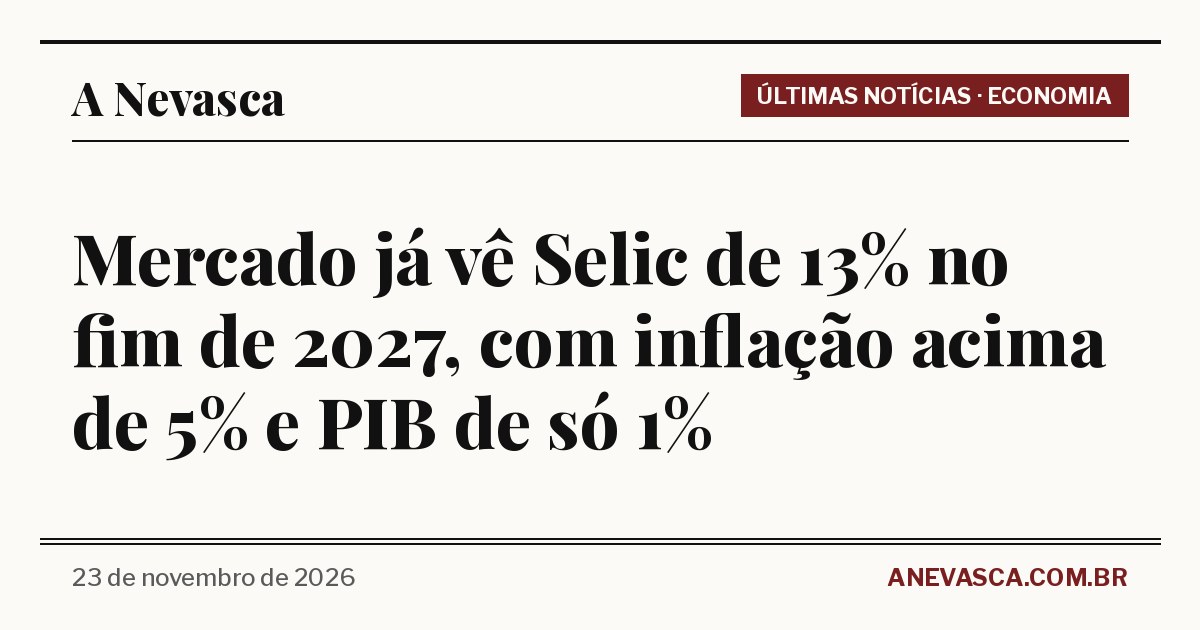 A Nevasca
ÚLTIMAS NOTÍCIAS · ECONOMIA
Mercado já vê Selic de 13% no
fim de 2027, com inflação acima
de 5% e PIB de só 1%
23 de novembro de 2026
ANEVASCA.COM.BR